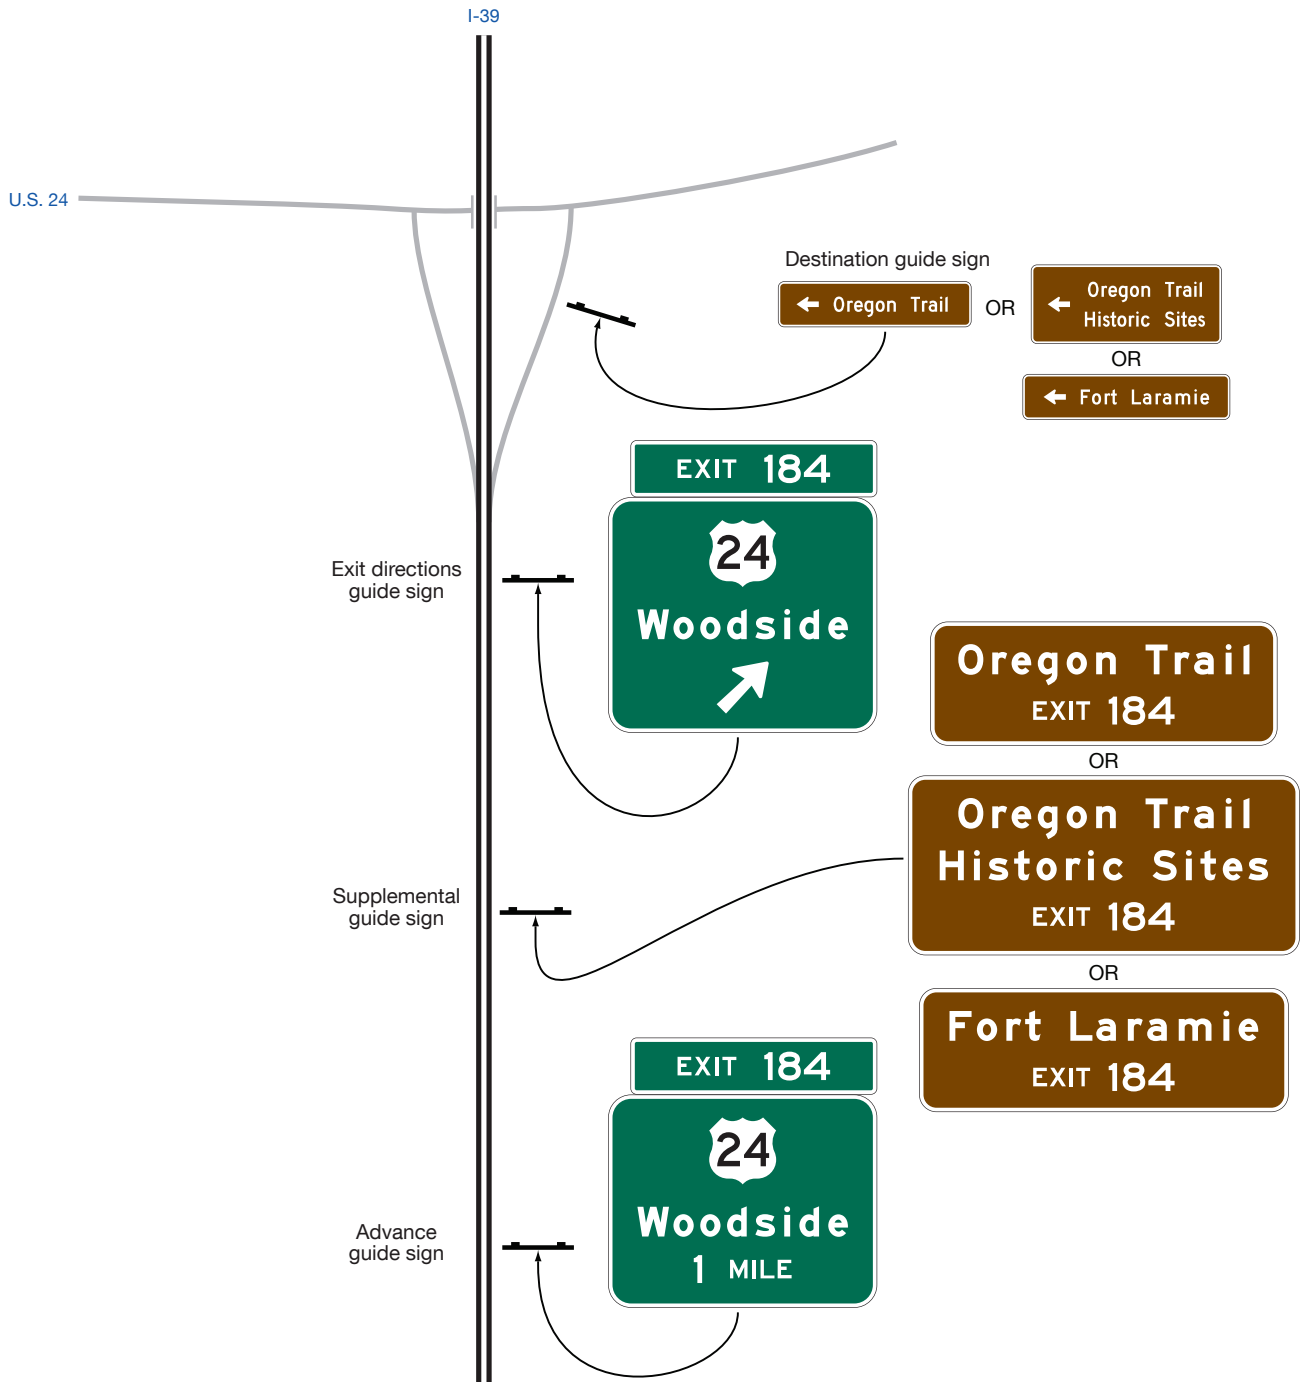 I-39
U.S. 24
Destination guide sign
Oregon Trail
OR
Oregon Trail
Historic Sites
OR
Fort Laramie
EXIT 184
24
Woodside
Exit directions
guide sign
Oregon Trail
EXIT 184
OR
Oregon Trail
Historic Sites
EXIT 184
Supplemental
guide sign
OR
Fort Laramie
EXIT 184
EXIT 184
24
Woodside
1 MILE
Advance
guide sign